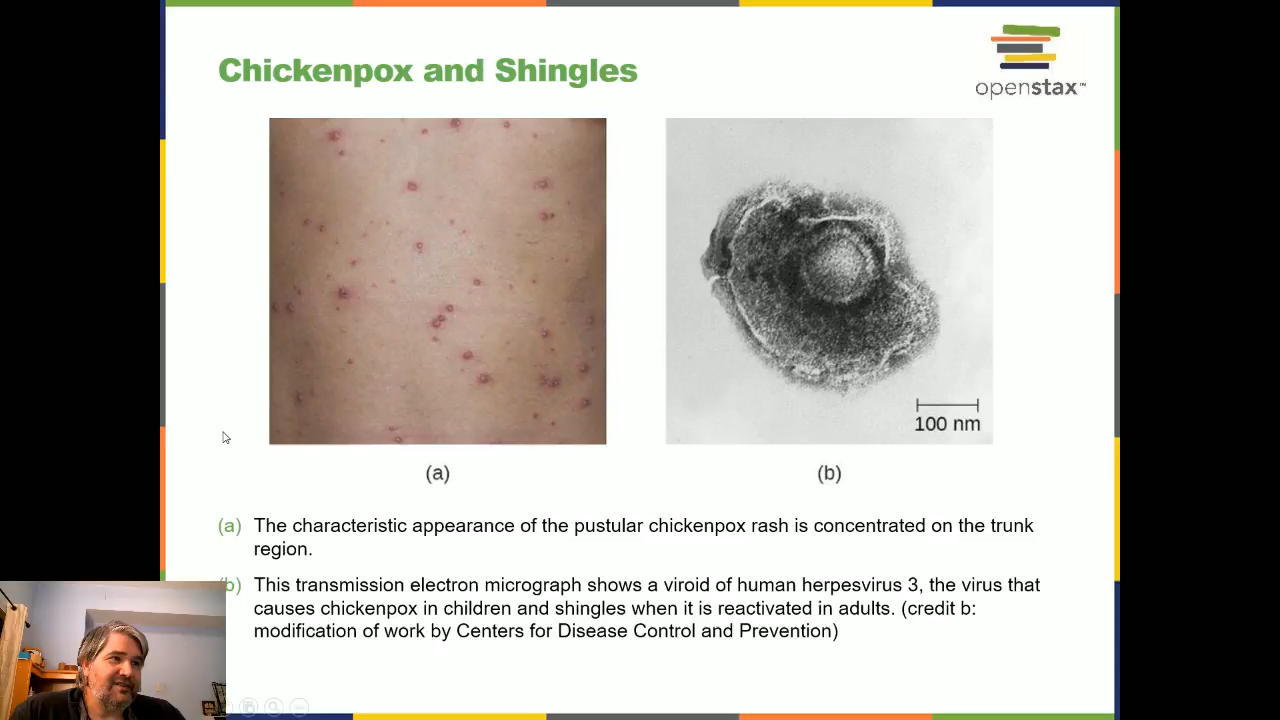 Chickenpox and Shingles
openstax™
100 nm
(a)
(b)
(a) The characteristic appearance of the pustular chickenpox rash is concentrated on the trunk
region.
b) This transmission electron micrograph shows a viroid of human herpesvirus 3, the virus that
causes chickenpox in children and shingles when it is reactivated in adults. (credit b:
modification of work by Centers for Disease Control and Prevention)